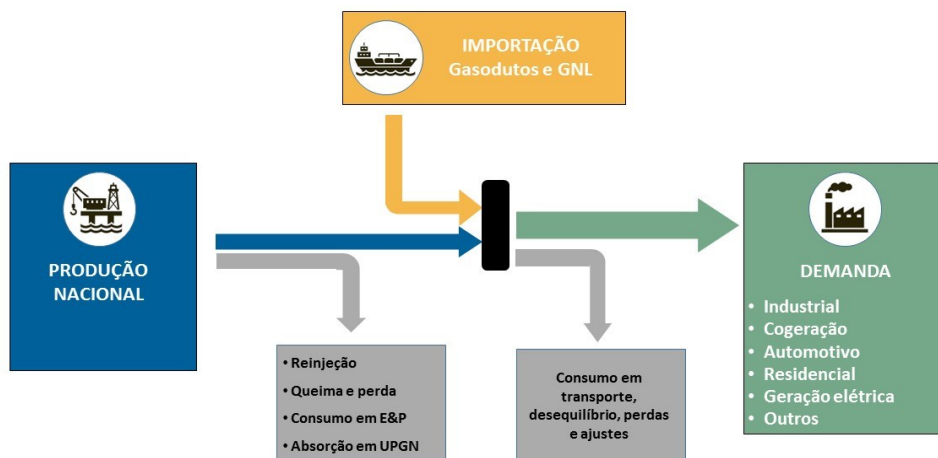 IMPORTAÇÃO
Gasodutos e GNL
PRODUÇÃO
NACIONAL
DEMANDA
• Industrial
• Cogeração
• Automotivo
• Residencial
• Geração elétrica
• Outros
• Reinjeção
• Queima e perda
• Consumo em E&P
• Absorção em UPGN
Consumo em
transporte,
desequilíbrio, perdas
e ajustes